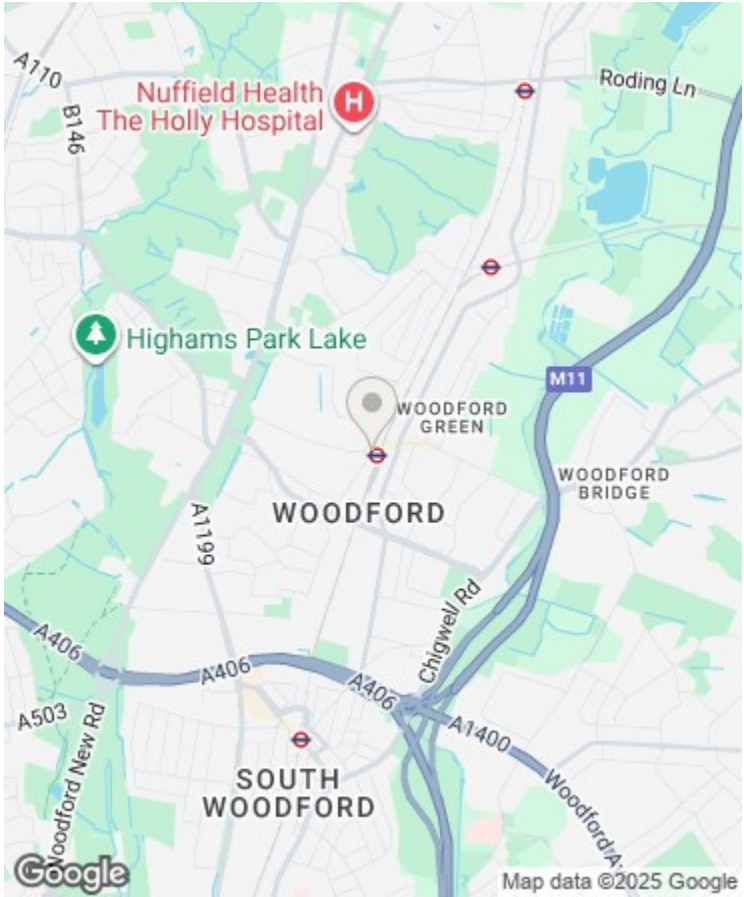 A110
B146
Nuffield Health
The Holly Hospital
H
Roding Ln
Highams Park Lake
M11
WOODFORD
GREEN
WOODFORD
BRIDGE
WOODFORD
A1199
Chigwell Rd
A406
A406
A406
A503
A1400
Woodford New Rd
SOUTH
WOODFORD
Woodford
Google
Map data ©2025 Google